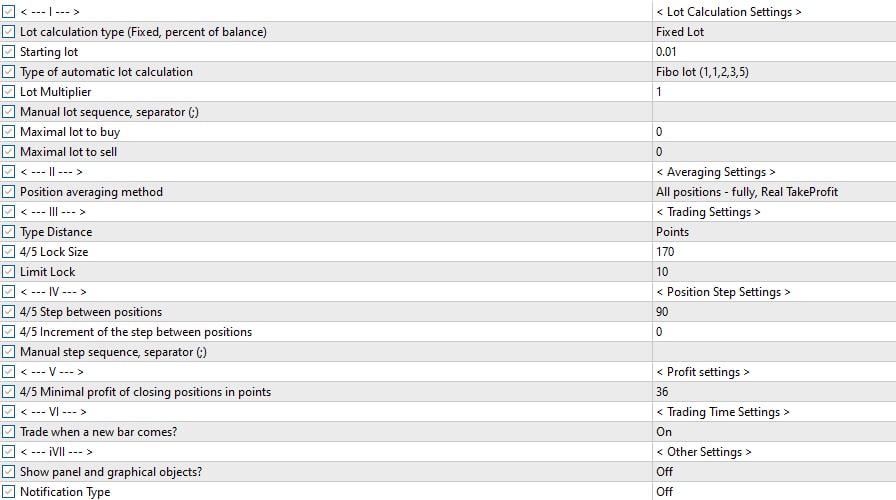 < --- I --- > < Lot Calculation Settings >
Lot calculation type (Fixed, percent of balance) Fixed Lot
Starting lot 0.01
Type of automatic lot calculation Fibo lot (1,1,2,3,5)
Lot Multiplier 1
Manual lot sequence, separator (;)
Maximal lot to buy 0
Maximal lot to sell 0
< --- II --- > < Averaging Settings >
Position averaging method All positions - fully, Real TakeProfit
< --- III --- > < Trading Settings >
Type Distance Points
4/5 Lock Size 170
Limit Lock 10
< --- IV --- > < Position Step Settings >
4/5 Step between positions 90
4/5 Increment of the step between positions 0
Manual step sequence, separator (;)
< --- V --- > < Profit settings >
4/5 Minimal profit of closing positions in points 36
< --- VI --- > < Trading Time Settings >
Trade when a new bar comes? On
< --- iVII --- > < Other Settings >
Show panel and graphical objects? Off
Notification Type Off